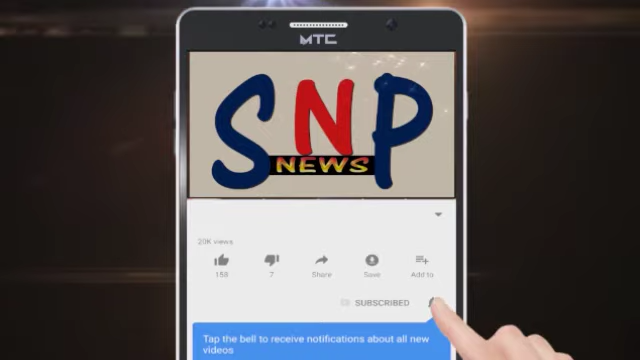 MTC
SNP
NEWS
20K views
158 7 Share Save Add to
SUBSCRIBED
Tap the bell to receive notifications about all new
videos